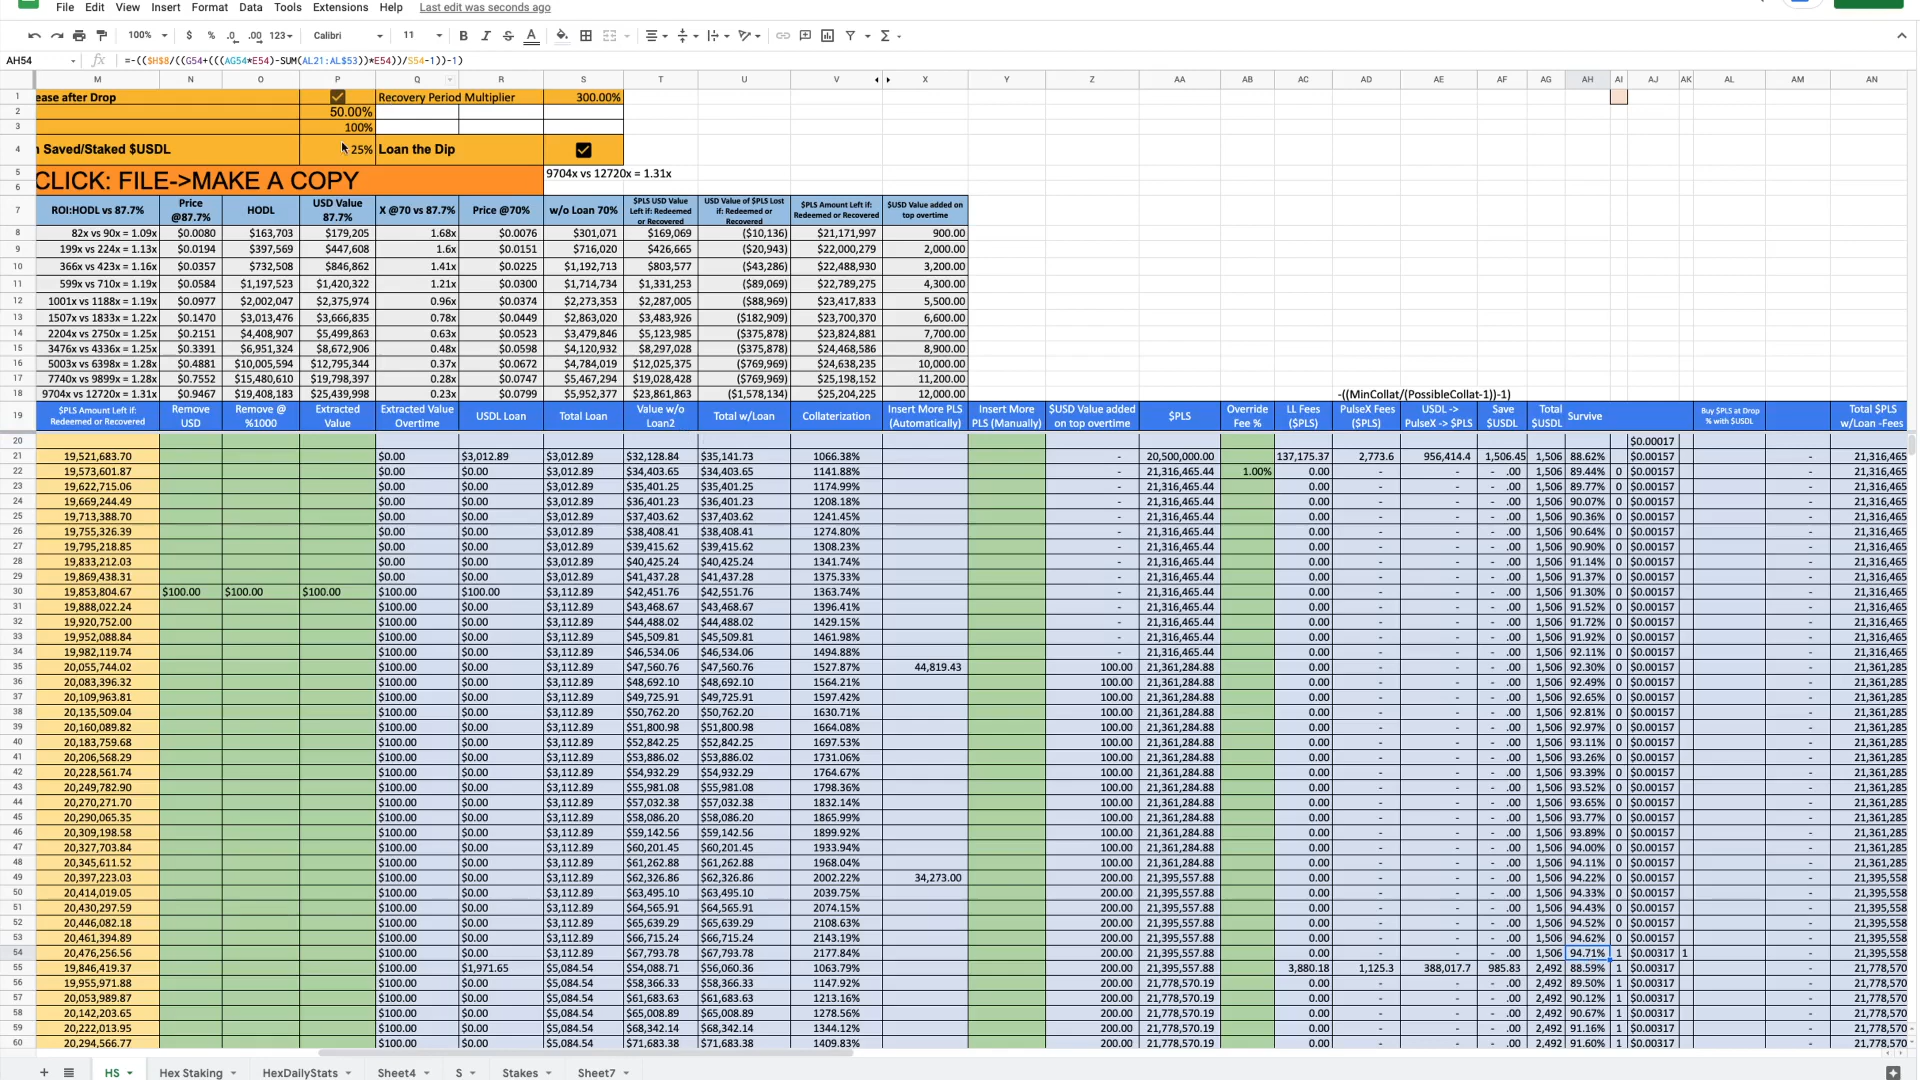 File Edit View Insert Format Data Tools Extensions Help Last edit was seconds ago
100% $ % .0 .00 123 Calibri 11 B I S A Σ
AH54 fx =-(($H$8/((G54+(((AG54*E54)-SUM(AL21:AL$53))*E54))/S54-1))-1)
M N O P Q R S T U V X Y Z AA AB AC AD AE AF AG AH AI AJ AK AL AM AN
1 ease after Drop Recovery Period Multiplier 300.00%
2 50.00%
3 100%
4 Saved/Staked $USDL 25% Loan the Dip
5 CLICK: FILE->MAKE A COPY 9704x vs 12720x = 1.31x
6
7 ROI:HODL vs 87.7% Price @87.7% HODL USD Value 87.7% X @70 vs 87.7% Price@70% w/o Loan 70% $PLS USD Value Left if: Redeemed or Recovered USD Value of $PLS Lost if: Redeemed or Recovered $PLS Amount Left if: Redeemed or Recovered $USD Value added on top overtime
8 82x vs 90x = 1.09x $0.0080 $163,703 $179,205 1.68x $0.0076 $301,071 $169,069 ($10,136) $21,171,997 900.00
9 199x vs 224x = 1.13x $0.0194 $397,569 $447,608 1.6x $0.0151 $716,020 $426,665 ($20,943) $22,000,279 2,000.00
10 366x vs 423x = 1.16x $0.0357 $732,508 $846,862 1.41x $0.0225 $1,192,713 $803,577 ($43,286) $22,488,930 3,200.00
11 599x vs 710x = 1.19x $0.0584 $1,197,523 $1,420,322 1.21x $0.0300 $1,714,734 $1,331,253 ($89,069) $22,789,275 4,300.00
12 1001x vs 1188x = 1.19x $0.0977 $2,002,047 $2,375,974 0.96x $0.0374 $2,273,353 $2,287,005 ($88,969) $23,417,833 5,500.00
13 1507x vs 1833x = 1.22x $0.1470 $3,013,476 $3,666,835 0.78x $0.0449 $2,863,020 $3,483,926 ($182,909) $23,700,370 6,600.00
14 2204x vs 2750x = 1.25x $0.2151 $4,408,907 $5,499,863 0.63x $0.0523 $3,479,846 $5,123,985 ($375,878) $23,824,881 7,700.00
15 3476x vs 4336x = 1.25x $0.3391 $6,951,324 $8,672,906 0.48x $0.0598 $4,120,932 $8,297,028 ($375,878) $24,468,586 8,900.00
16 5003x vs 6398x = 1.28x $0.4881 $10,005,594 $12,795,344 0.37x $0.0672 $4,784,019 $12,025,375 ($769,969) $24,638,235 10,000.00
17 7740x vs 9899x = 1.28x $0.7552 $15,480,610 $19,798,397 0.28x $0.0747 $5,467,294 $19,028,428 ($769,969) $25,198,152 11,200.00
18 9704x vs 12720x = 1.31x $0.9467 $19,408,183 $25,439,998 0.23x $0.0799 $5,952,377 $23,861,863 ($1,578,134) $25,204,225 12,000.00 -((MinCollat/(PossibleCollat-1))-1)
19 $PLS Amount Left if: Redeemed or Recovered Remove USD Remove @ %1000 Extracted Value Extracted Value Overtime USDL Loan Total Loan Value w/o Loan2 Total w/Loan Collaterization Insert More PLS (Automatically) Insert More PLS (Manually) $USD Value added on top overtime $PLS Override Fee % LL Fees ($PLS) PulseX Fees ($PLS) USDL -> PulseX -> $PLS Save $USDL Total $USDL Survive Buy $PLS at Drop % with $USDL Total $PLS w/Loan -Fees
20 $0.00017
21 19,521,683.70 $0.00 $3,012.89 $3,012.89 $32,128.84 $35,141.73 1066.38% - 20,500,000.00 137,175.37 2,773.6 956,414.4 1,506.45 1,506 88.62% $0.00157 - 21,316,465
22 19,573,601.87 $0.00 $0.00 $3,012.89 $34,403.65 $34,403.65 1141.88% - 21,316,465.44 1.00% 0.00 - - - .00 1,506 89.44% 0 $0.00157 - 21,316,465
23 19,622,715.06 $0.00 $0.00 $3,012.89 $35,401.25 $35,401.25 1174.99% - 21,316,465.44 0.00 - - - .00 1,506 89.77% 0 $0.00157 - 21,316,465
24 19,669,244.49 $0.00 $0.00 $3,012.89 $36,401.23 $36,401.23 1208.18% - 21,316,465.44 0.00 - - - .00 1,506 90.07% 0 $0.00157 - 21,316,465
25 19,713,388.70 $0.00 $0.00 $3,012.89 $37,403.62 $37,403.62 1241.45% - 21,316,465.44 0.00 - - - .00 1,506 90.36% 0 $0.00157 - 21,316,465
26 19,755,326.39 $0.00 $0.00 $3,012.89 $38,408.41 $38,408.41 1274.80% - 21,316,465.44 0.00 - - - .00 1,506 90.64% 0 $0.00157 - 21,316,465
27 19,795,218.85 $0.00 $0.00 $3,012.89 $39,415.62 $39,415.62 1308.23% - 21,316,465.44 0.00 - - - .00 1,506 90.90% 0 $0.00157 - 21,316,465
28 19,833,212.03 $0.00 $0.00 $3,012.89 $40,425.24 $40,425.24 1341.74% - 21,316,465.44 0.00 - - - .00 1,506 91.14% 0 $0.00157 - 21,316,465
29 19,869,438.31 $0.00 $0.00 $3,012.89 $41,437.28 $41,437.28 1375.33% - 21,316,465.44 0.00 - - - .00 1,506 91.37% 0 $0.00157 - 21,316,465
30 19,853,804.67 $100.00 $100.00 $100.00 $100.00 $100.00 $3,112.89 $42,451.76 $42,551.76 1363.74% - 21,316,465.44 0.00 - - - .00 1,506 91.30% 0 $0.00157 - 21,316,465
31 19,888,022.24 $100.00 $0.00 $3,112.89 $43,468.67 $43,468.67 1396.41% - 21,316,465.44 0.00 - - - .00 1,506 91.52% 0 $0.00157 - 21,316,465
32 19,920,752.00 $100.00 $0.00 $3,112.89 $44,488.02 $44,488.02 1429.15% - 21,316,465.44 0.00 - - - .00 1,506 91.72% 0 $0.00157 - 21,316,465
33 19,952,088.84 $100.00 $0.00 $3,112.89 $45,509.81 $45,509.81 1461.98% - 21,316,465.44 0.00 - - - .00 1,506 91.92% 0 $0.00157 - 21,316,465
34 19,982,119.74 $100.00 $0.00 $3,112.89 $46,534.06 $46,534.06 1494.88% - 21,316,465.44 0.00 - - - .00 1,506 92.11% 0 $0.00157 - 21,316,465
35 20,055,744.02 $100.00 $0.00 $3,112.89 $47,560.76 $47,560.76 1527.87% 44,819.43 100.00 21,361,284.88 0.00 - - - .00 1,506 92.30% 0 $0.00157 - 21,361,285
36 20,083,396.32 $100.00 $0.00 $3,112.89 $48,692.10 $48,692.10 1564.21% 100.00 21,361,284.88 0.00 - - - .00 1,506 92.49% 0 $0.00157 - 21,361,285
37 20,109,963.81 $100.00 $0.00 $3,112.89 $49,725.91 $49,725.91 1597.42% 100.00 21,361,284.88 0.00 - - - .00 1,506 92.65% 0 $0.00157 - 21,361,285
38 20,135,509.04 $100.00 $0.00 $3,112.89 $50,762.20 $50,762.20 1630.71% 100.00 21,361,284.88 0.00 - - - .00 1,506 92.81% 0 $0.00157 - 21,361,285
39 20,160,089.82 $100.00 $0.00 $3,112.89 $51,800.98 $51,800.98 1664.08% 100.00 21,361,284.88 0.00 - - - .00 1,506 92.97% 0 $0.00157 - 21,361,285
40 20,183,759.68 $100.00 $0.00 $3,112.89 $52,842.25 $52,842.25 1697.53% 100.00 21,361,284.88 0.00 - - - .00 1,506 93.11% 0 $0.00157 - 21,361,285
41 20,206,568.29 $100.00 $0.00 $3,112.89 $53,886.02 $53,886.02 1731.06% 100.00 21,361,284.88 0.00 - - - .00 1,506 93.26% 0 $0.00157 - 21,361,285
42 20,228,561.74 $100.00 $0.00 $3,112.89 $54,932.29 $54,932.29 1764.67% 100.00 21,361,284.88 0.00 - - - .00 1,506 93.39% 0 $0.00157 - 21,361,285
43 20,249,782.90 $100.00 $0.00 $3,112.89 $55,981.08 $55,981.08 1798.36% 100.00 21,361,284.88 0.00 - - - .00 1,506 93.52% 0 $0.00157 - 21,361,285
44 20,270,271.70 $100.00 $0.00 $3,112.89 $57,032.38 $57,032.38 1832.14% 100.00 21,361,284.88 0.00 - - - .00 1,506 93.65% 0 $0.00157 - 21,361,285
45 20,290,065.35 $100.00 $0.00 $3,112.89 $58,086.20 $58,086.20 1865.99% 100.00 21,361,284.88 0.00 - - - .00 1,506 93.77% 0 $0.00157 - 21,361,285
46 20,309,198.58 $100.00 $0.00 $3,112.89 $59,142.56 $59,142.56 1899.92% 100.00 21,361,284.88 0.00 - - - .00 1,506 93.89% 0 $0.00157 - 21,361,285
47 20,327,703.84 $100.00 $0.00 $3,112.89 $60,201.45 $60,201.45 1933.94% 100.00 21,361,284.88 0.00 - - - .00 1,506 94.00% 0 $0.00157 - 21,361,285
48 20,345,611.52 $100.00 $0.00 $3,112.89 $61,262.88 $61,262.88 1968.04% 100.00 21,361,284.88 0.00 - - - .00 1,506 94.11% 0 $0.00157 - 21,361,285
49 20,397,223.03 $100.00 $0.00 $3,112.89 $62,326.86 $62,326.86 2002.22% 34,273.00 200.00 21,395,557.88 0.00 - - - .00 1,506 94.22% 0 $0.00157 - 21,395,558
50 20,414,019.05 $100.00 $0.00 $3,112.89 $63,495.10 $63,495.10 2039.75% 200.00 21,395,557.88 0.00 - - - .00 1,506 94.33% 0 $0.00157 - 21,395,558
51 20,430,297.59 $100.00 $0.00 $3,112.89 $64,565.91 $64,565.91 2074.15% 200.00 21,395,557.88 0.00 - - - .00 1,506 94.43% 0 $0.00157 - 21,395,558
52 20,446,082.18 $100.00 $0.00 $3,112.89 $65,639.29 $65,639.29 2108.63% 200.00 21,395,557.88 0.00 - - - .00 1,506 94.52% 0 $0.00157 - 21,395,558
53 20,461,394.89 $100.00 $0.00 $3,112.89 $66,715.24 $66,715.24 2143.19% 200.00 21,395,557.88 0.00 - - - .00 1,506 94.62% 0 $0.00157 - 21,395,558
54 20,476,256.56 $100.00 $0.00 $3,112.89 $67,793.78 $67,793.78 2177.84% 200.00 21,395,557.88 0.00 - - - .00 1,506 94.71% 1 $0.00317 1 - 21,395,558
55 19,846,419.37 $100.00 $1,971.65 $5,084.54 $54,088.71 $56,060.36 1063.79% 200.00 21,395,557.88 3,880.18 1,125.3 388,017.7 985.83 2,492 88.59% 1 $0.00317 - 21,778,570
56 19,955,971.88 $100.00 $0.00 $5,084.54 $58,366.33 $58,366.33 1147.92% 200.00 21,778,570.19 0.00 - - - .00 2,492 89.50% 1 $0.00317 - 21,778,570
57 20,053,989.87 $100.00 $0.00 $5,084.54 $61,683.63 $61,683.63 1213.16% 200.00 21,778,570.19 0.00 - - - .00 2,492 90.12% 1 $0.00317 - 21,778,570
58 20,142,203.65 $100.00 $0.00 $5,084.54 $65,008.89 $65,008.89 1278.56% 200.00 21,778,570.19 0.00 - - - .00 2,492 90.67% 1 $0.00317 - 21,778,570
59 20,222,013.95 $100.00 $0.00 $5,084.54 $68,342.14 $68,342.14 1344.12% 200.00 21,778,570.19 0.00 - - - .00 2,492 91.16% 1 $0.00317 - 21,778,570
60 20,294,566.77 $100.00 $0.00 $5,084.54 $71,683.38 $71,683.38 1409.83% 200.00 21,778,570.19 0.00 - - - .00 2,492 91.60% 1 $0.00317 - 21,778,570
HS Hex Staking HexDailyStats Sheet4 S Stakes Sheet7